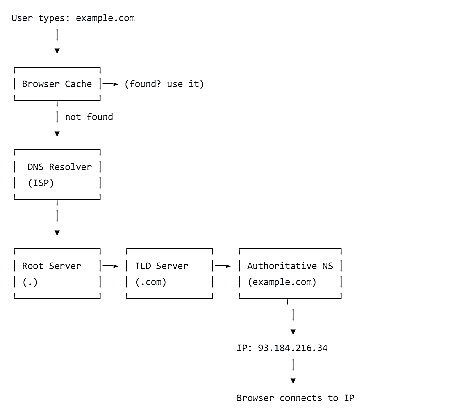 User types: example.com
Browser Cache
(found? use it)
not found
DNS Resolver
(ISP)
Root Server
(.)
TLD Server
(.com)
Authoritative NS
(example.com)
IP: 93.184.216.34
Browser connects to IP